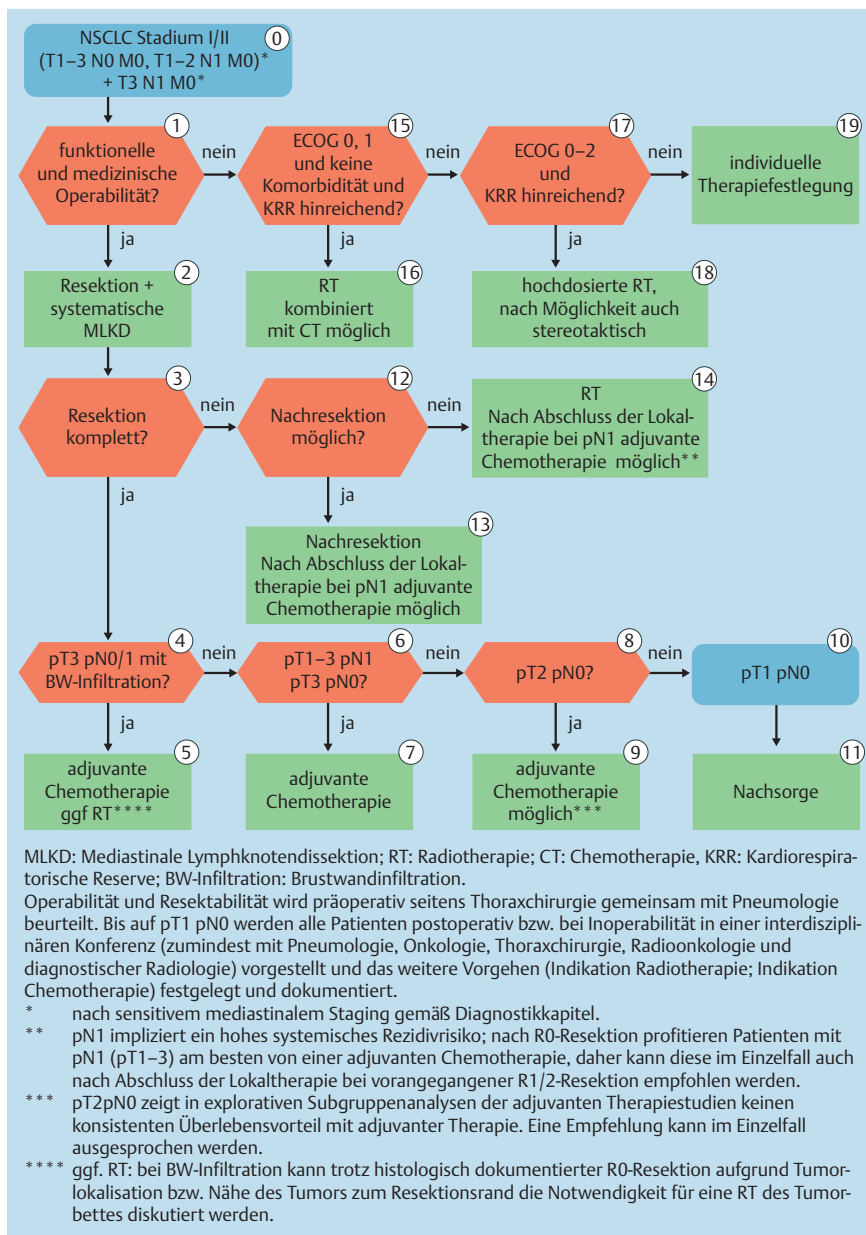 NSCLC Stadium I/II
(T1–3 N0 M0, T1–2 N1 M0)*
+ T3 N1 M0*
0
funktionelle
und medizinische
Operabilität?
1
nein
ECOG 0, 1
und keine
Komorbidität und
KRR hinreichend?
15
nein
ECOG 0–2
und
KRR hinreichend?
17
nein
individuelle
Therapiefestlegung
19
ja
ja
ja
Resektion +
systematische
MLKD
2
RT
kombiniert
mit CT möglich
16
hochdosierte RT,
nach Möglichkeit auch
stereotaktisch
18
Resektion
komplett?
3
nein
Nachresektion
möglich?
12
nein
RT
Nach Abschluss der Lokal-
therapie bei pN1 adjuvante
Chemotherapie möglich**
14
ja
ja
Nachresektion
Nach Abschluss der Lokal-
therapie bei pN1 adjuvante
Chemotherapie möglich
13
pT3 pN0/1 mit
BW-Infiltration?
4
nein
pT1–3 pN1
pT3 pN0?
6
nein
pT2 pN0?
8
nein
pT1 pN0
10
ja
ja
ja
adjuvante
Chemotherapie
ggf RT****
5
adjuvante
Chemotherapie
7
adjuvante
Chemotherapie
möglich***
9
Nachsorge
11
MLKD: Mediastinale Lymphknotendissektion; RT: Radiotherapie; CT: Chemotherapie, KRR: Kardiorespira-
torische Reserve; BW-Infiltration: Brustwandinfiltration.
Operabilität und Resektabilität wird präoperativ seitens Thoraxchirurgie gemeinsam mit Pneumologie
beurteilt. Bis auf pT1 pN0 werden alle Patienten postoperativ bzw. bei Inoperabilität in einer interdiszipli-
nären Konferenz (zumindest mit Pneumologie, Onkologie, Thoraxchirurgie, Radioonkologie und
diagnostischer Radiologie) vorgestellt und das weitere Vorgehen (Indikation Radiotherapie; Indikation
Chemotherapie) festgelegt und dokumentiert.
* nach sensitivem mediastinalem Staging gemäß Diagnostikkapitel.
** pN1 impliziert ein hohes systemisches Rezidivrisiko; nach R0-Resektion profitieren Patienten mit
pN1 (pT1–3) am besten von einer adjuvanten Chemotherapie, daher kann diese im Einzelfall auch
nach Abschluss der Lokaltherapie bei vorangegangener R1/2-Resektion empfohlen werden.
*** pT2pN0 zeigt in explorativen Subgruppenanalysen der adjuvanten Therapiestudien keinen
konsistenten Überlebensvorteil mit adjuvanter Therapie. Eine Empfehlung kann im Einzelfall
ausgesprochen werden.
**** ggf. RT: bei BW-Infiltration kann trotz histologisch dokumentierter R0-Resektion aufgrund Tumor-
lokalisation bzw. Nähe des Tumors zum Resektionsrand die Notwendigkeit für eine RT des Tumor-
bettes diskutiert werden.